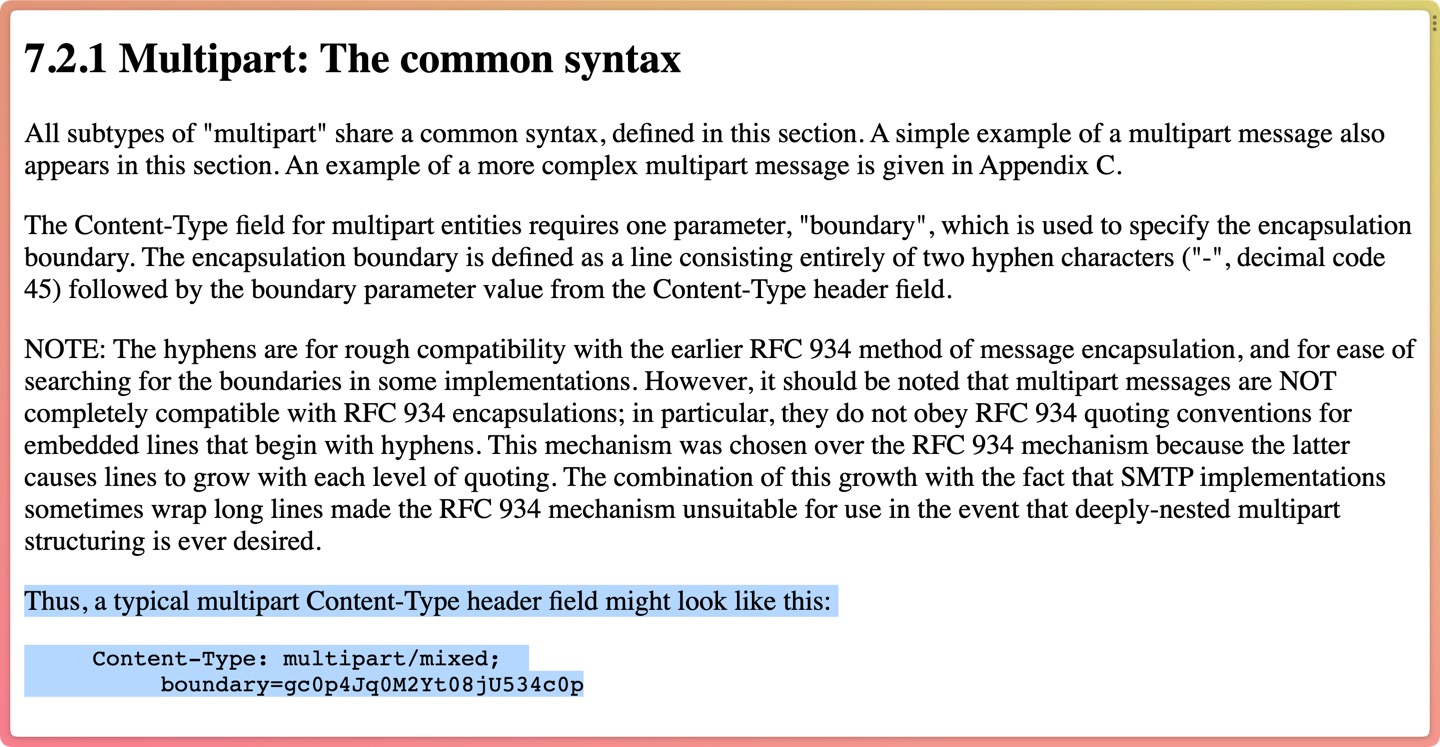 7.2.1 Multipart: The common syntax
All subtypes of "multipart" share a common syntax, defined in this section. A simple example of a multipart message also
appears in this section. An example of a more complex multipart message is given in Appendix C.
The Content-Type field for multipart entities requires one parameter, "boundary", which is used to specify the encapsulation
boundary. The encapsulation boundary is defined as a line consisting entirely of two hyphen characters ("-", decimal code
45) followed by the boundary parameter value from the Content-Type header field.
NOTE: The hyphens are for rough compatibility with the earlier RFC 934 method of message encapsulation, and for ease of
searching for the boundaries in some implementations. However, it should be noted that multipart messages are NOT
completely compatible with RFC 934 encapsulations; in particular, they do not obey RFC 934 quoting conventions for
embedded lines that begin with hyphens. This mechanism was chosen over the RFC 934 mechanism because the latter
causes lines to grow with each level of quoting. The combination of this growth with the fact that SMTP implementations
sometimes wrap long lines made the RFC 934 mechanism unsuitable for use in the event that deeply-nested multipart
structuring is ever desired.
Thus, a typical multipart Content-Type header field might look like this:
Content-Type: multipart/mixed;
boundary=gc0p4Jq0M2Yt08jU534c0p